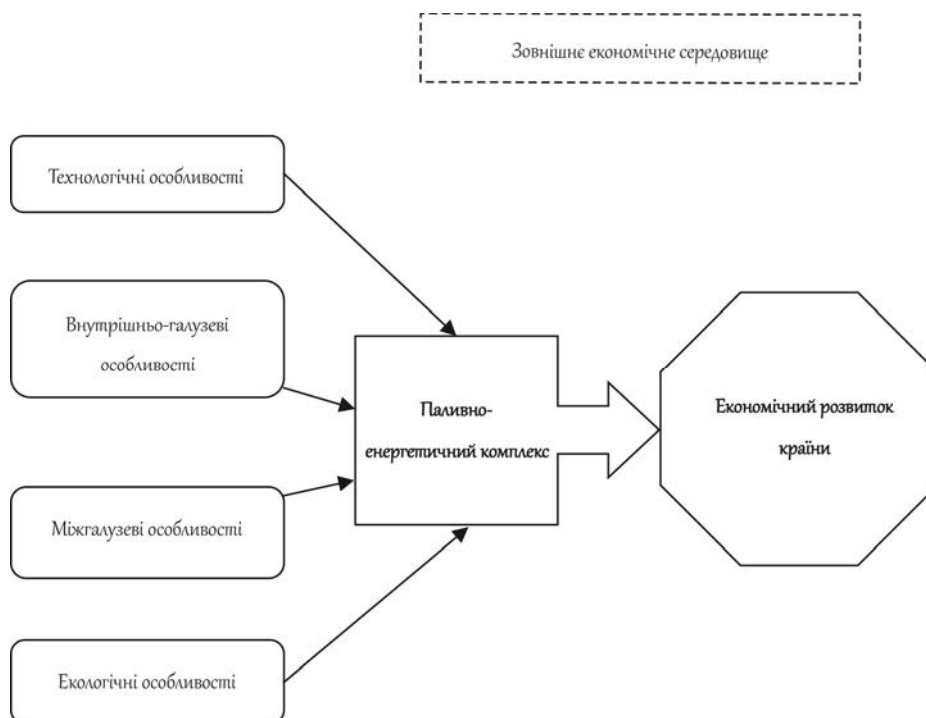 Зовнішнє економічне середовище
Технологічні особливості
Внутрішньо-галузеві
особливості
Міжгалузеві особливості
Екологічні особливості
Паливно-
енергетичний комплекс
Економічний розвиток
країни